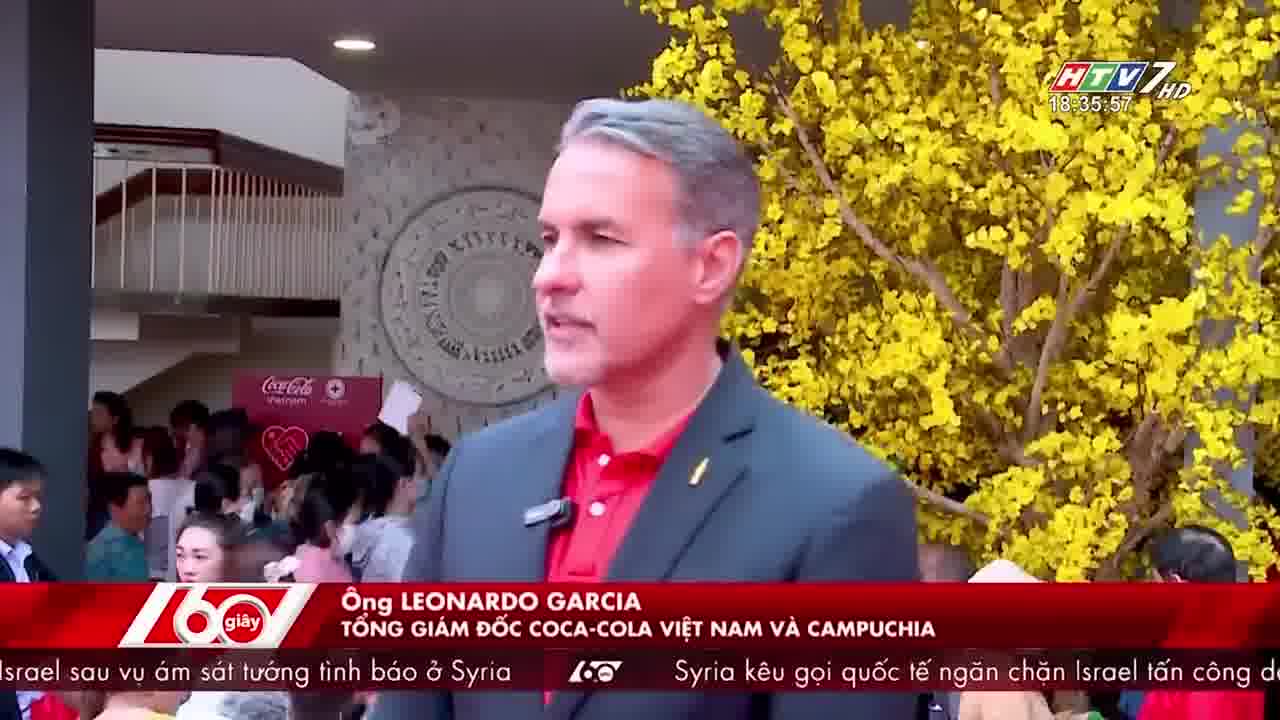 HTV7 HD
18:35:57
Coca-Cola
Vietnam
60 giây
Ông LEONARDO GARCIA
TỔNG GIÁM ĐỐC COCA-COLA VIỆT NAM VÀ CAMPUCHIA
Israel sau vụ ám sát tướng tình báo ở Syria 60 Syria kêu gọi quốc tế ngăn chặn Israel tấn công